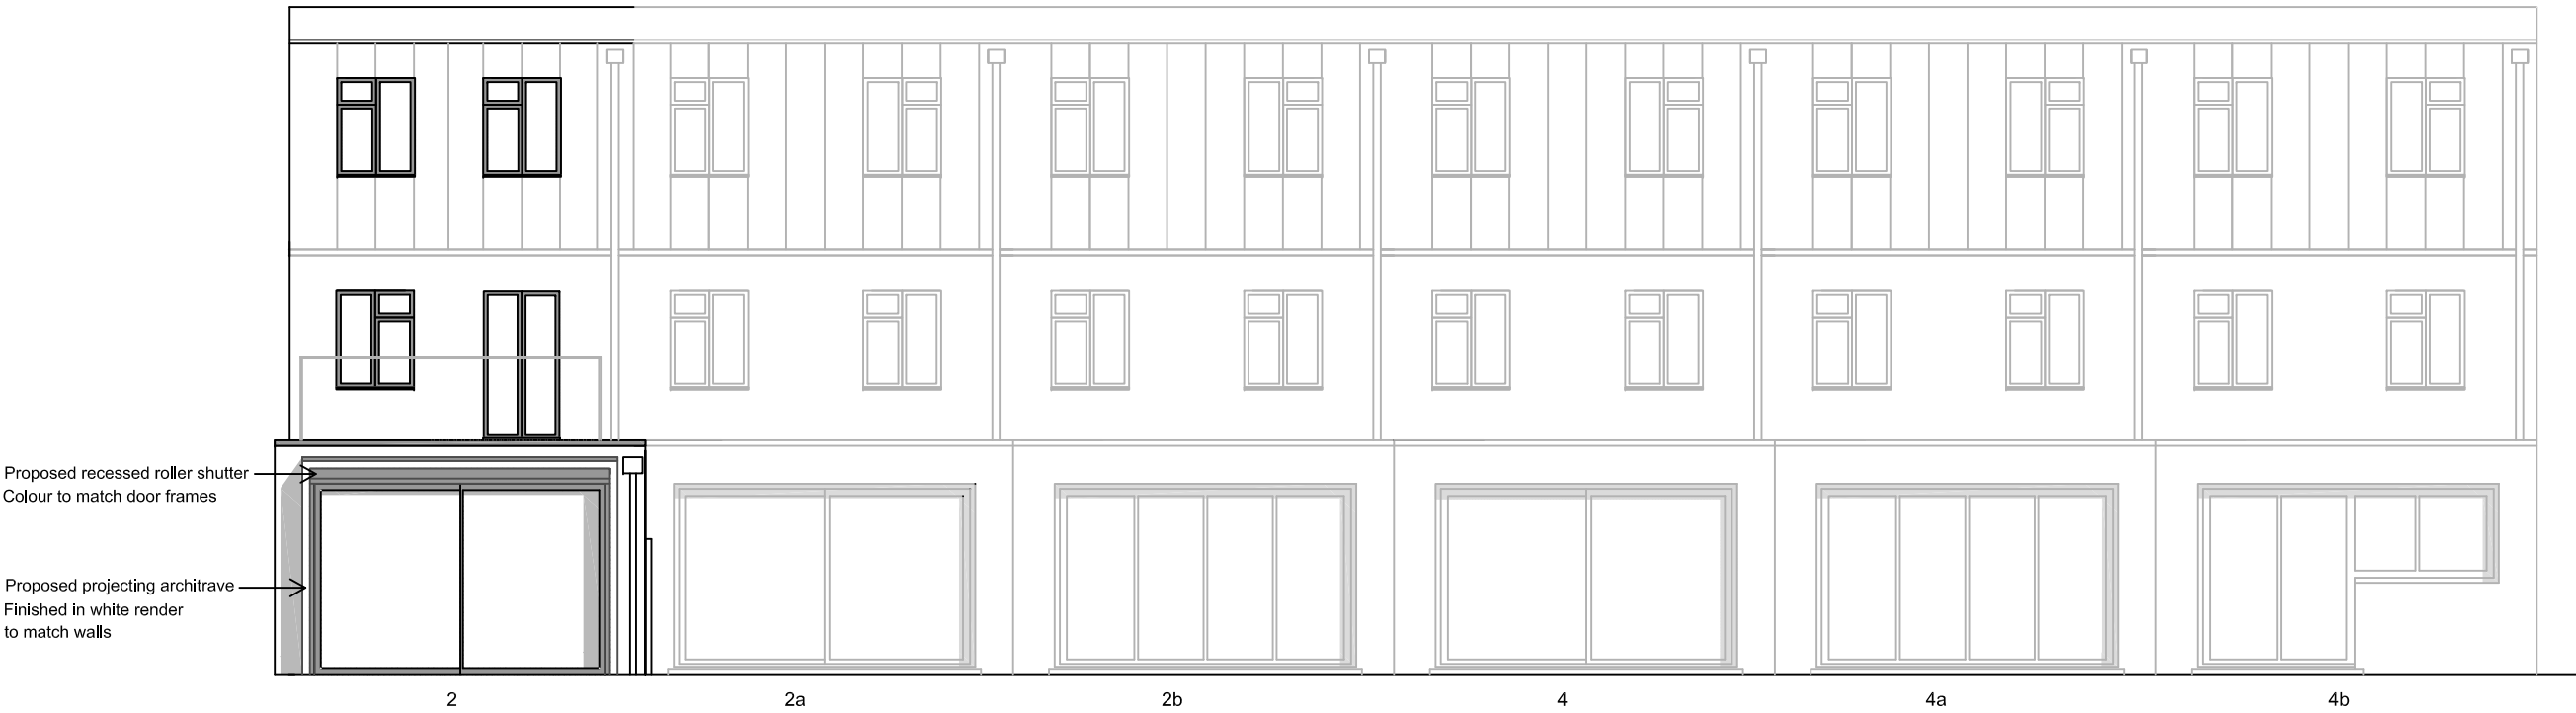 Proposed recessed roller shutter
Colour to match door frames
Proposed projecting architrave
Finished in white render
to match walls
2
2a
2b
4
4a
4b